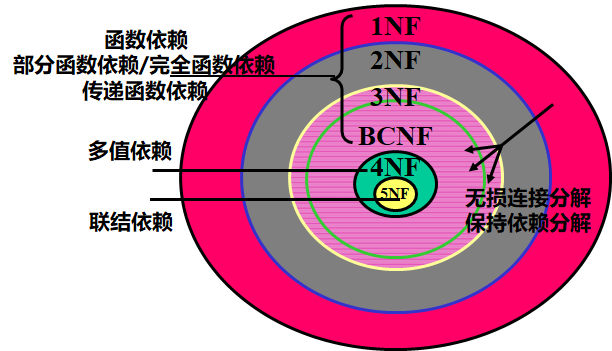 函数依赖
部分函数依赖/完全函数依赖
传递函数依赖
多值依赖
联结依赖
1NF
2NF
3NF
BCNF
4NF
5NF
无损连接分解
保持依赖分解